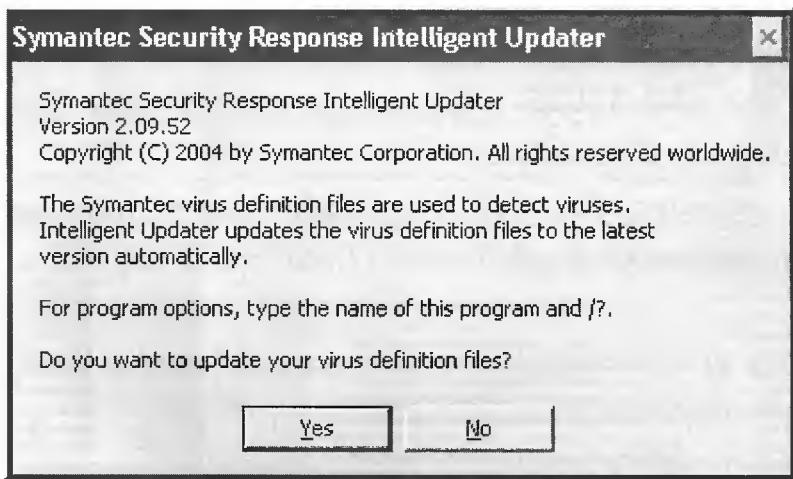 Symantec Security Response Intelligent Updater
Symantec Security Response Intelligent Updater
Version 2.09.52
Copyright (C) 2004 by Symantec Corporation. All rights reserved worldwide.
The Symantec virus definition files are used to detect viruses.
Intelligent Updater updates the virus definition files to the latest
version automatically.
For program options, type the name of this program and /?.
Do you want to update your virus definition files?
Yes No